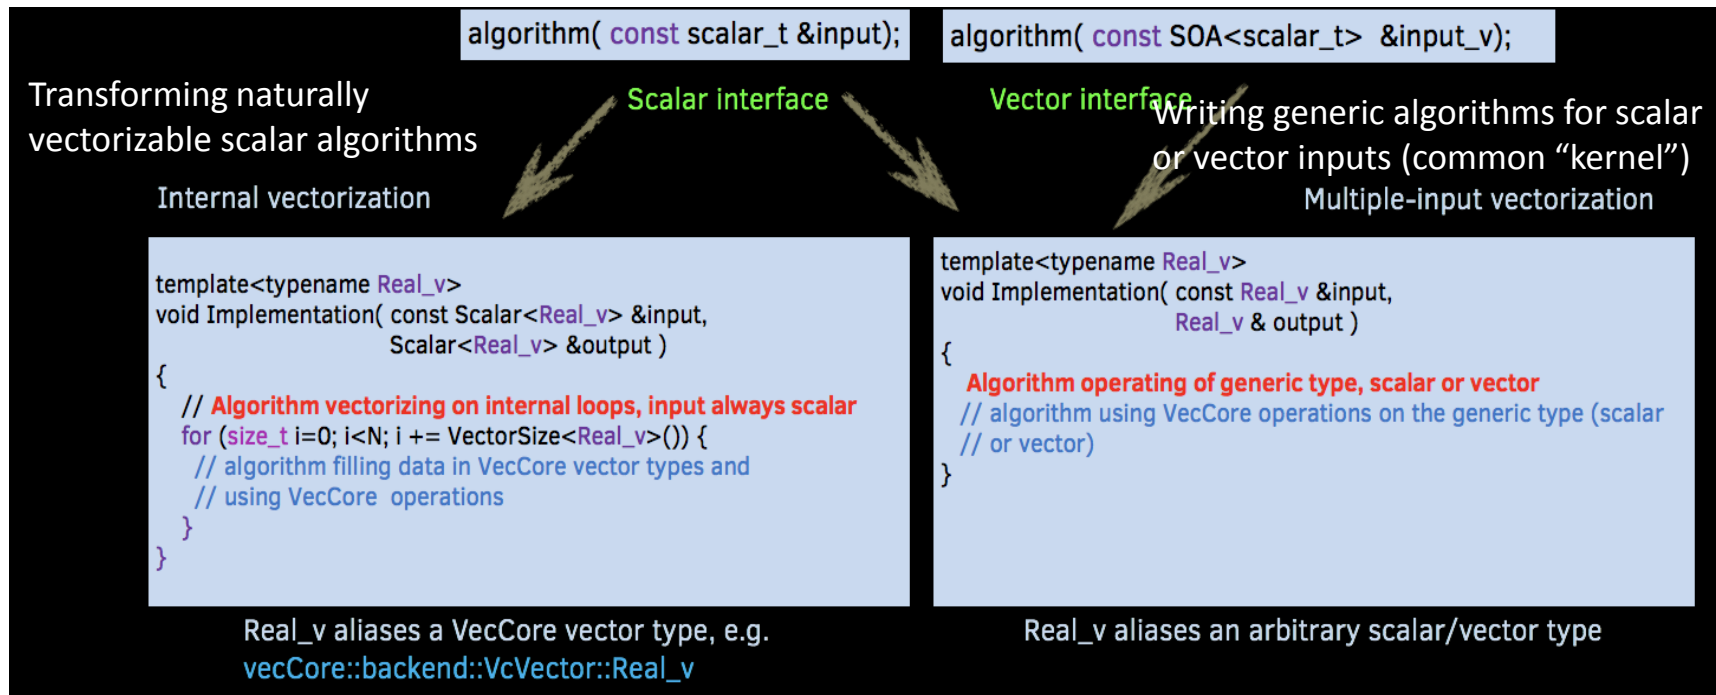 algorithm( const scalar_t &input);
algorithm( const SOA<scalar_t> &input_v);
Transforming naturally
vectorizable scalar algorithms
Scalar interface
Vector interface
Writing generic algorithms for scalar
or vector inputs (common “kernel”)
Internal vectorization
Multiple-input vectorization
template<typename Real_v>
void Implementation( const Scalar<Real_v> &input,
Scalar<Real_v> &output )
{
// Algorithm vectorizing on internal loops, input always scalar
for (size_t i=0; i<N; i += VectorSize<Real_v>()) {
// algorithm filling data in VecCore vector types and
// using VecCore operations
}
}
template<typename Real_v>
void Implementation( const Real_v &input,
Real_v & output )
{
Algorithm operating of generic type, scalar or vector
// algorithm using VecCore operations on the generic type (scalar
// or vector)
}
Real_v aliases a VecCore vector type, e.g.
vecCore::backend::VcVector::Real_v
Real_v aliases an arbitrary scalar/vector type